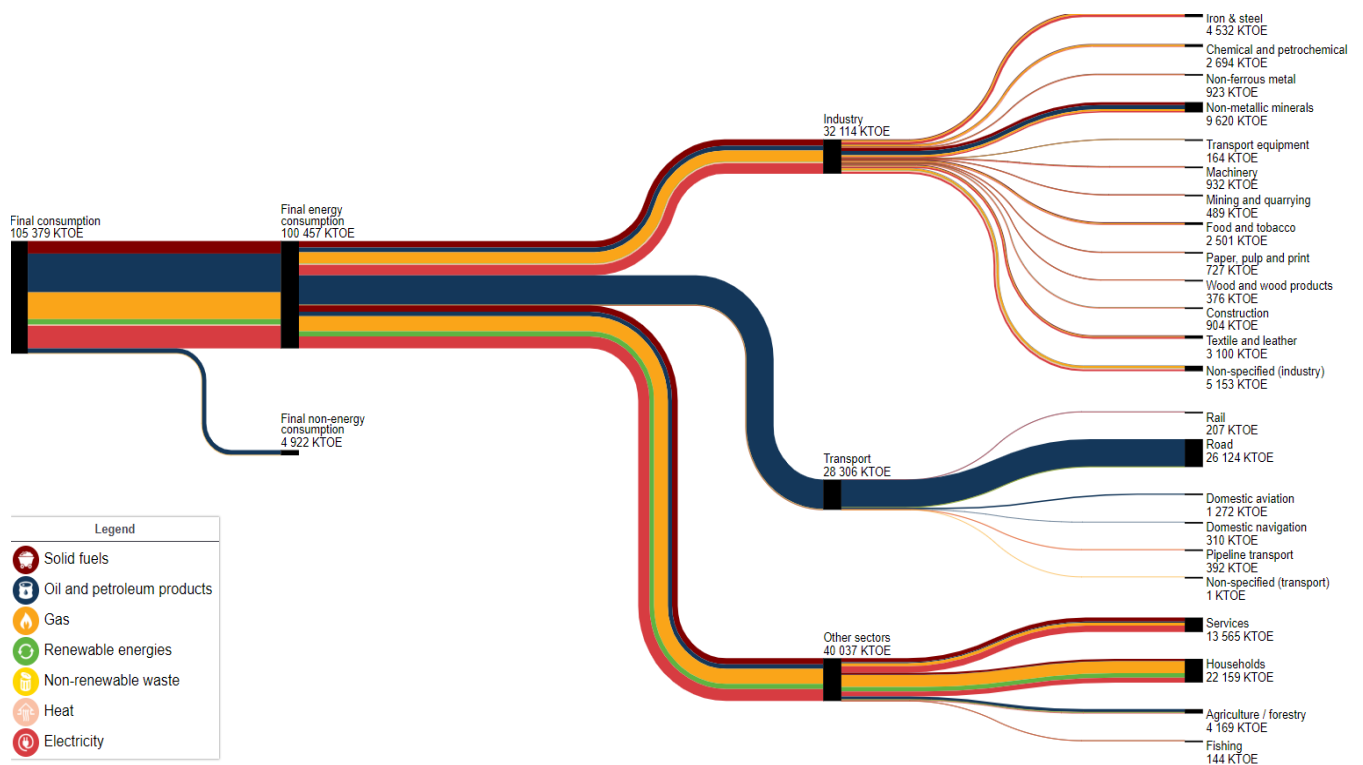 Final consumption
105 379 KTOE
Final energy
consumption
100 457 KTOE
Final non-energy
consumption
4 922 KTOE
Industry
32 114 KTOE
Transport
28 306 KTOE
Other sectors
40 037 KTOE
Iron & steel
4 532 KTOE
Chemical and petrochemical
2 694 KTOE
Non-ferrous metal
923 KTOE
Non-metallic minerals
9 620 KTOE
Transport equipment
164 KTOE
Machinery
932 KTOE
Mining and quarrying
489 KTOE
Food and tobacco
2 501 KTOE
Paper, pulp and print
727 KTOE
Wood and wood products
376 KTOE
Construction
904 KTOE
Textile and leather
3 100 KTOE
Non-specified (industry)
5 153 KTOE
Rail
207 KTOE
Road
26 124 KTOE
Domestic aviation
1 272 KTOE
Domestic navigation
310 KTOE
Pipeline transport
392 KTOE
Non-specified (transport)
1 KTOE
Services
13 565 KTOE
Households
22 159 KTOE
Agriculture / forestry
4 169 KTOE
Fishing
144 KTOE
Legend
Solid fuels
Oil and petroleum products
Gas
Renewable energies
Non-renewable waste
Heat
Electricity